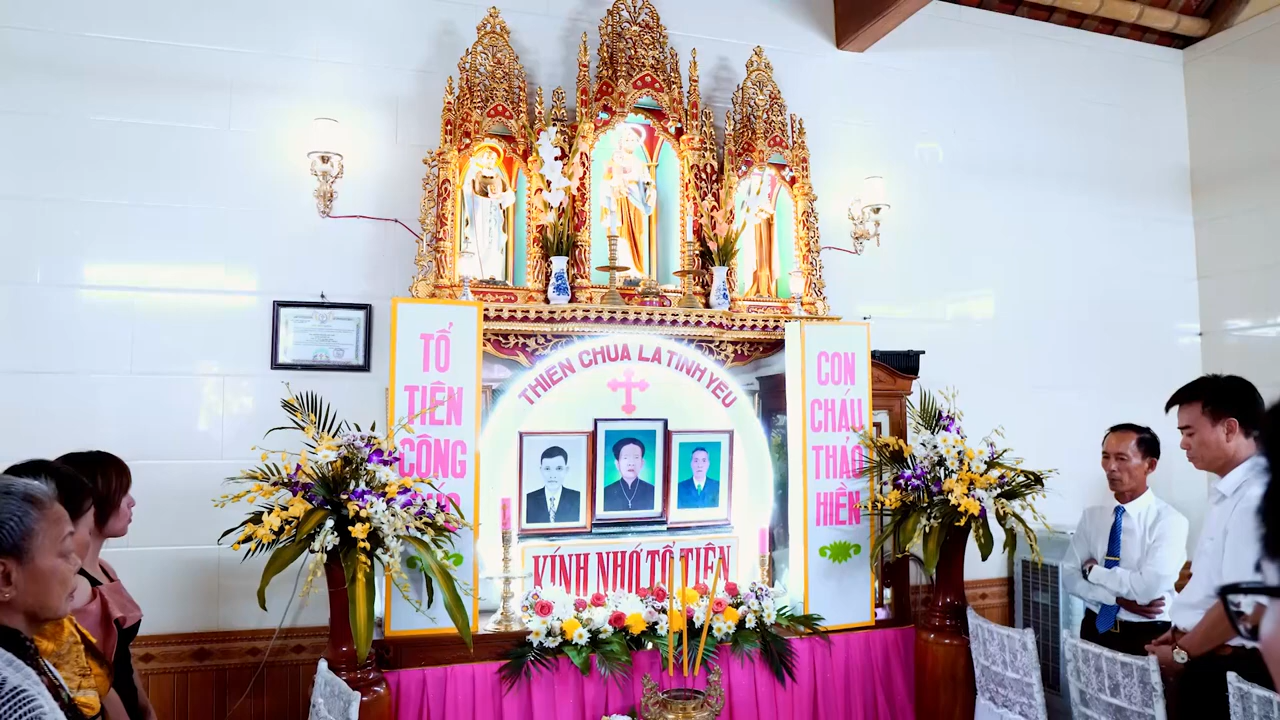 TỔ
TIÊN
CÔNG
THIÊN CHÚA LÀ TÌNH YÊU
KÍNH NHỚ TỔ TIÊN
CON
CHÁU
THẢO
HIỀN